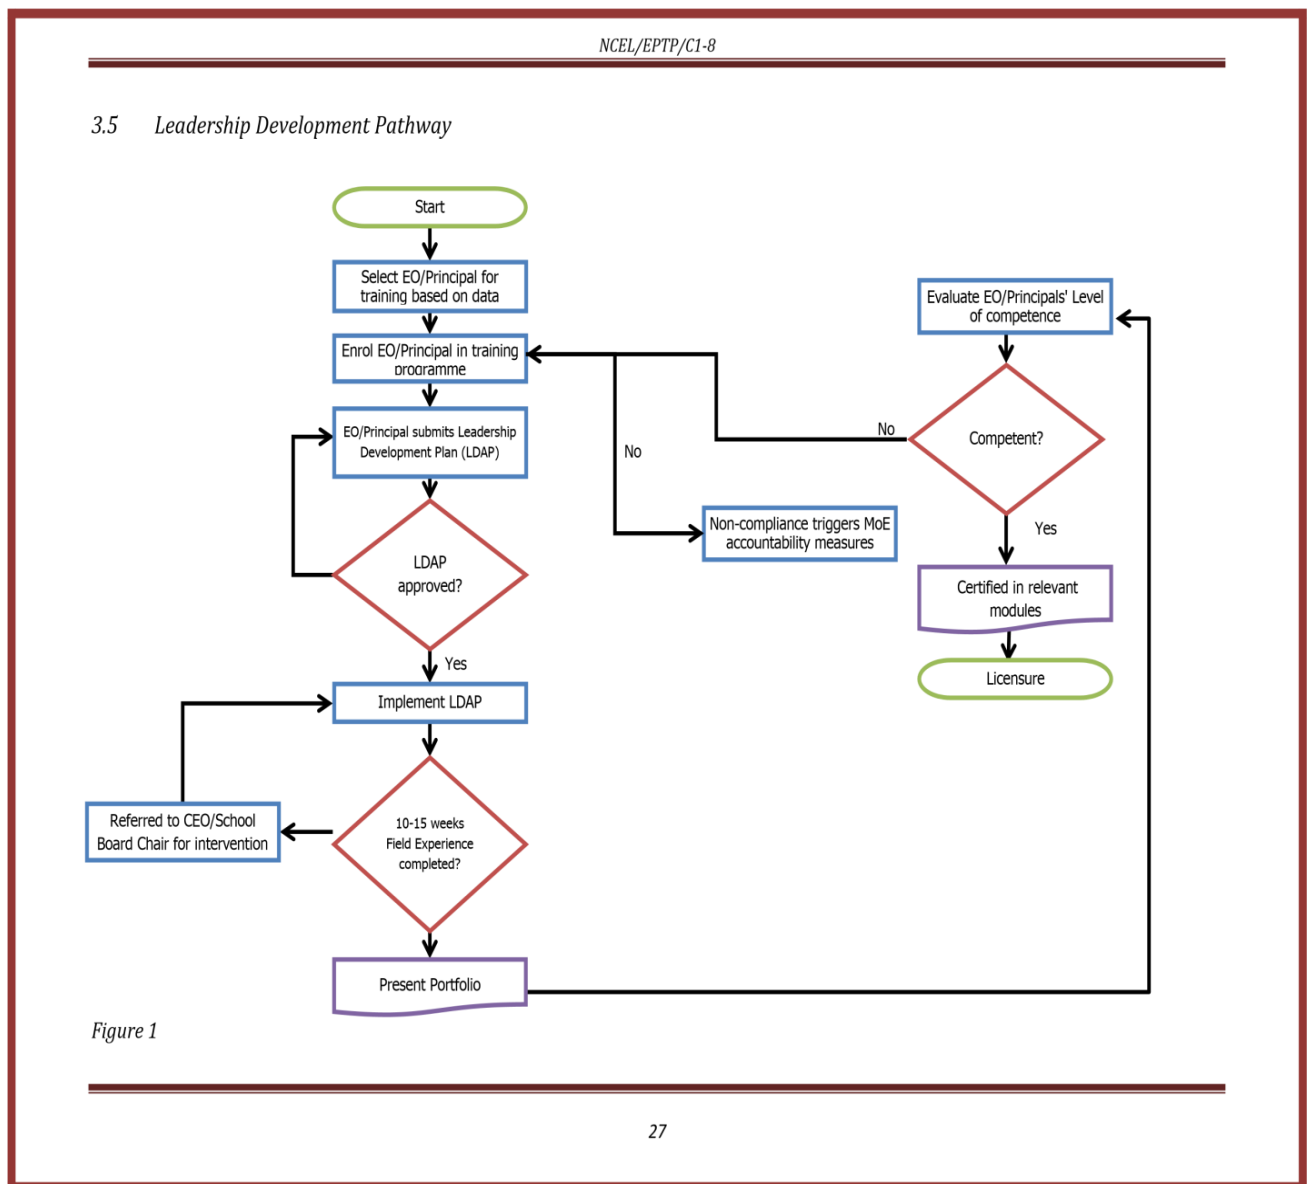 NCEL/EPTP/C1-8
3.5 Leadership Development Pathway
Start
Select EO/Principal for
training based on data
Enrol EO/Principal in training
programme
EO/Principal submits Leadership
Development Plan (LDAP)
LDAP
approved?
Yes
Implement LDAP
10-15 weeks
Field Experience
completed?
Referred to CEO/School
Board Chair for intervention
Present Portfolio
No
Non-compliance triggers MoE
accountability measures
Evaluate EO/Principals' Level
of competence
Competent?
No
Yes
Certified in relevant
modules
Licensure
Figure 1
27